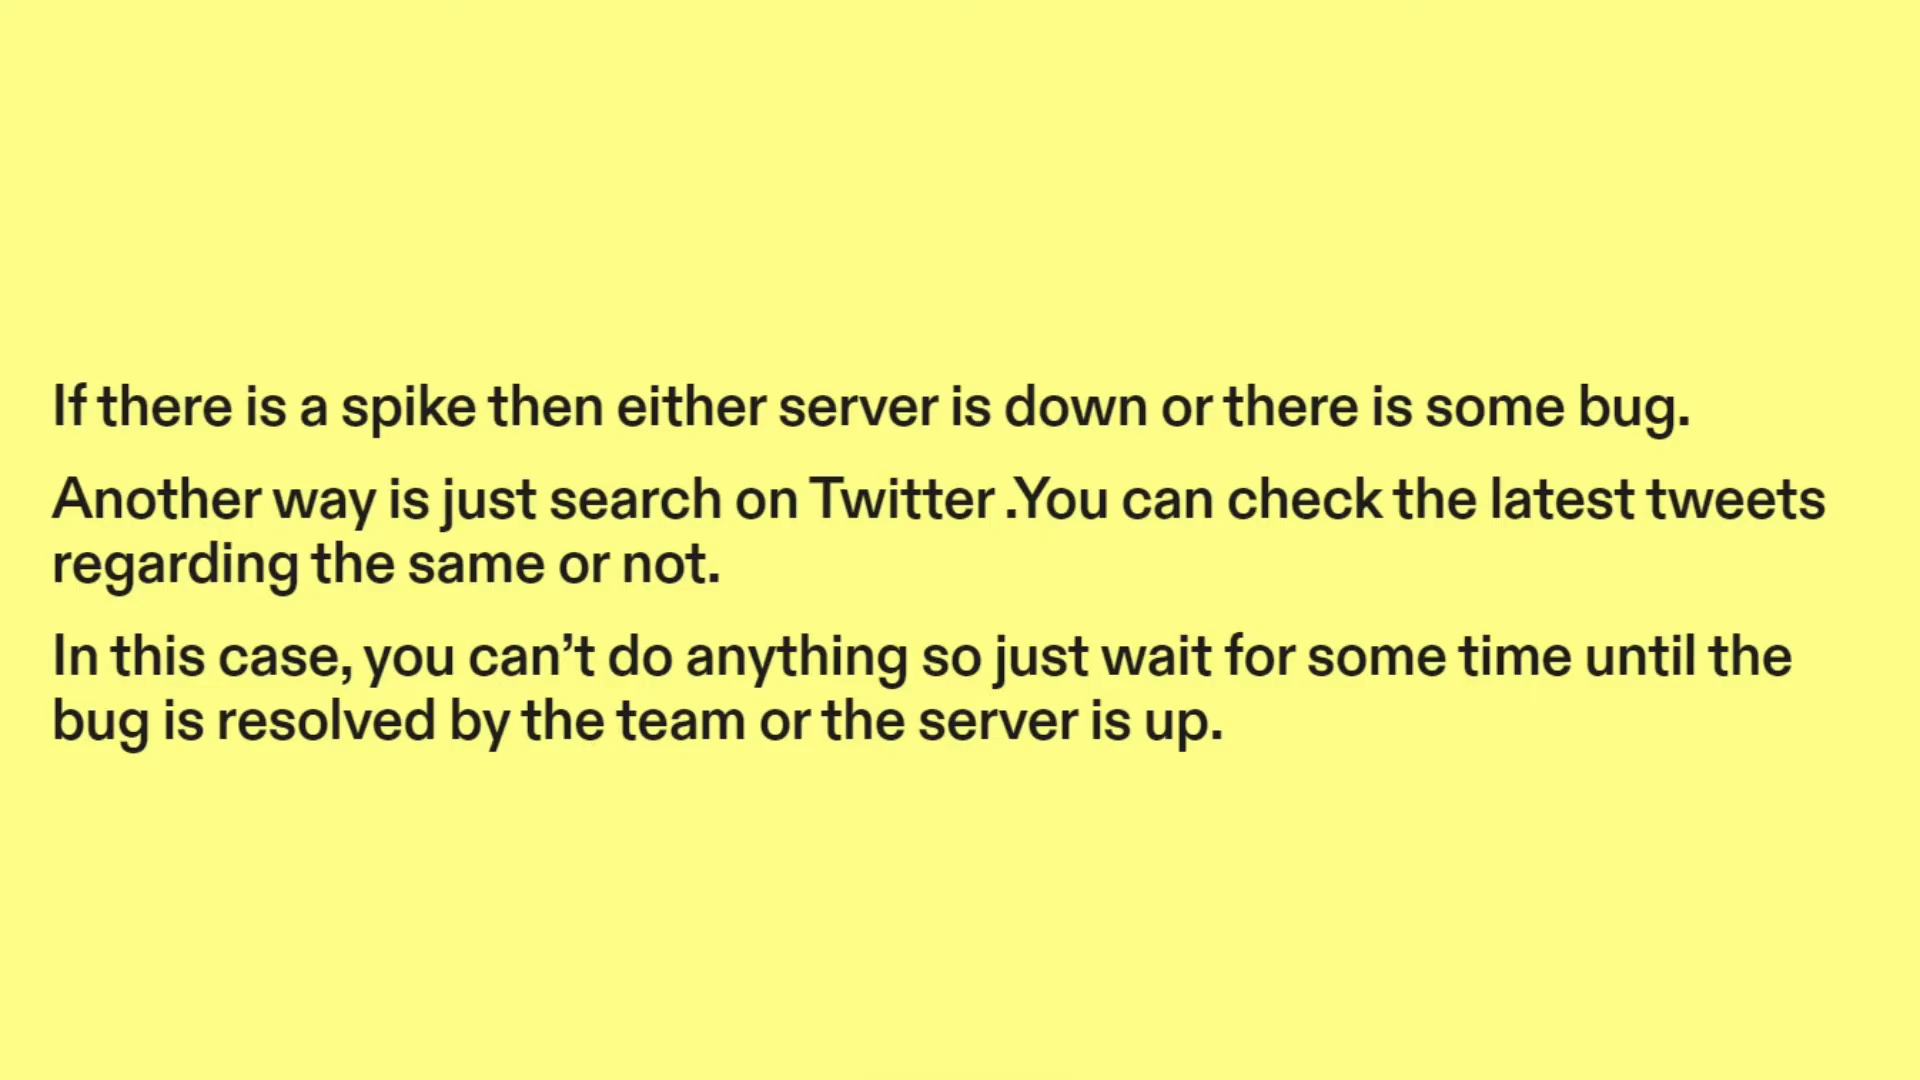 If there is a spike then either server is down or there is some bug.
Another way is just search on Twitter .You can check the latest tweets
regarding the same or not.
In this case, you can’t do anything so just wait for some time until the
bug is resolved by the team or the server is up.